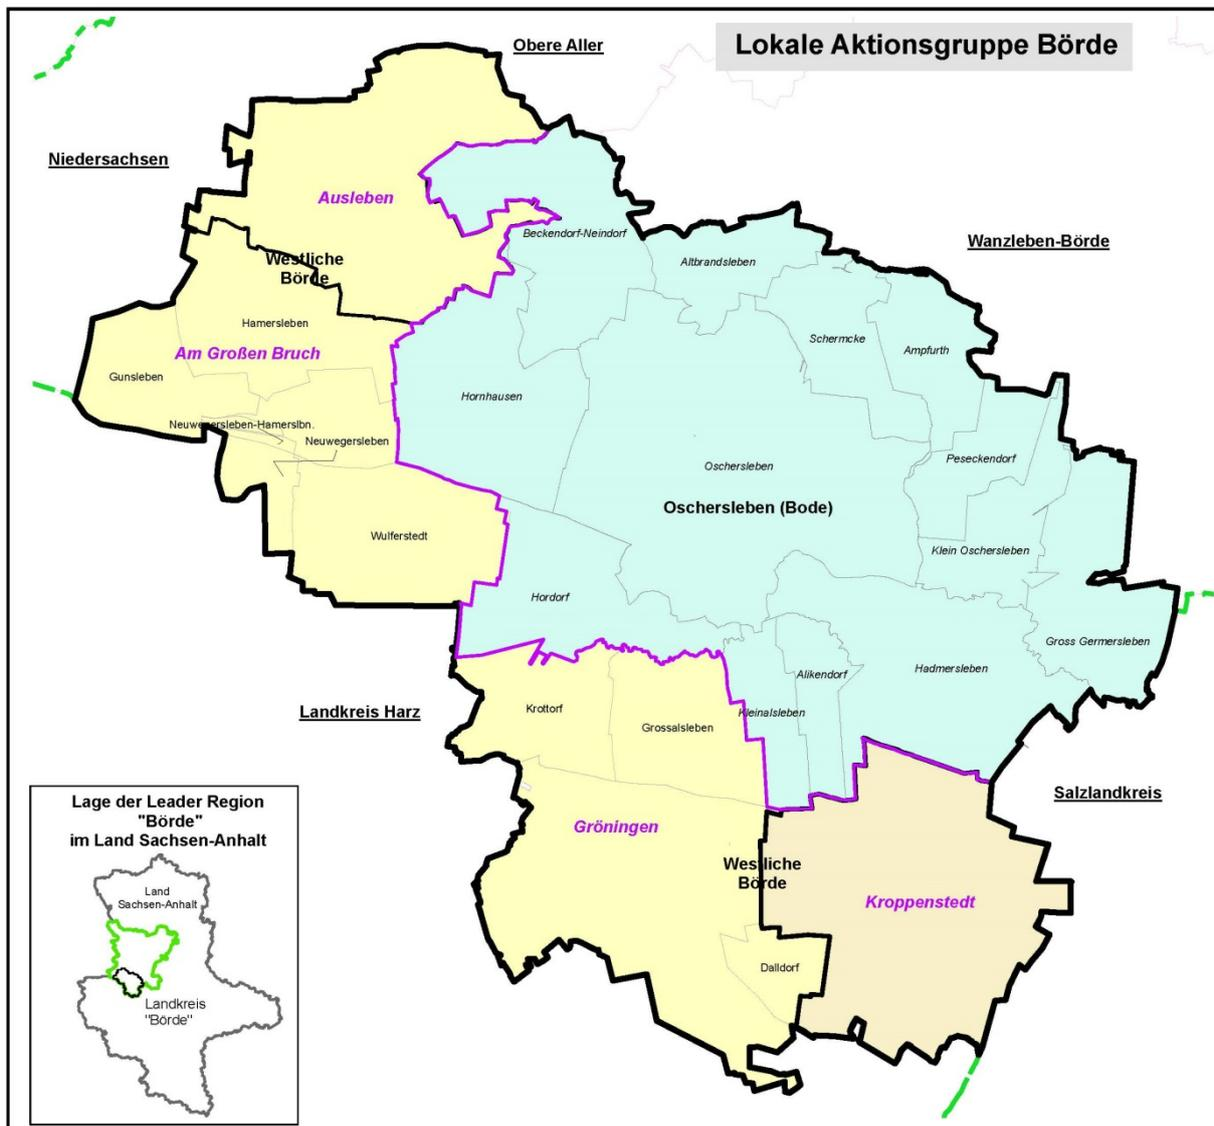 Obere Aller
Lokale Aktionsgruppe Börde
Niedersachsen
Ausleben
Beckendorf-Neindorf
Wanzleben-Börde
Westliche
Börde
Altbrandsleben
Hamersleben
Schermcke
Ampfurth
Am Großen Bruch
Gunsleben
Hornhausen
Neuwegersleben-Hamerslbn.
Neuwegersleben
Peseckendorf
Oschersleben
Oschersleben (Bode)
Wulferstedt
Klein Oschersleben
Hordorf
Gross Germersleben
Hadmersleben
Alikendorf
Landkreis Harz
Krottorf
Kleinalsleben
Grossalsleben
Salzlandkreis
Lage der Leader Region
"Börde"
im Land Sachsen-Anhalt
Gröningen
Westliche
Börde
Land
Sachsen-Anhalt
Kroppenstedt
Dalldorf
Landkreis
"Börde"